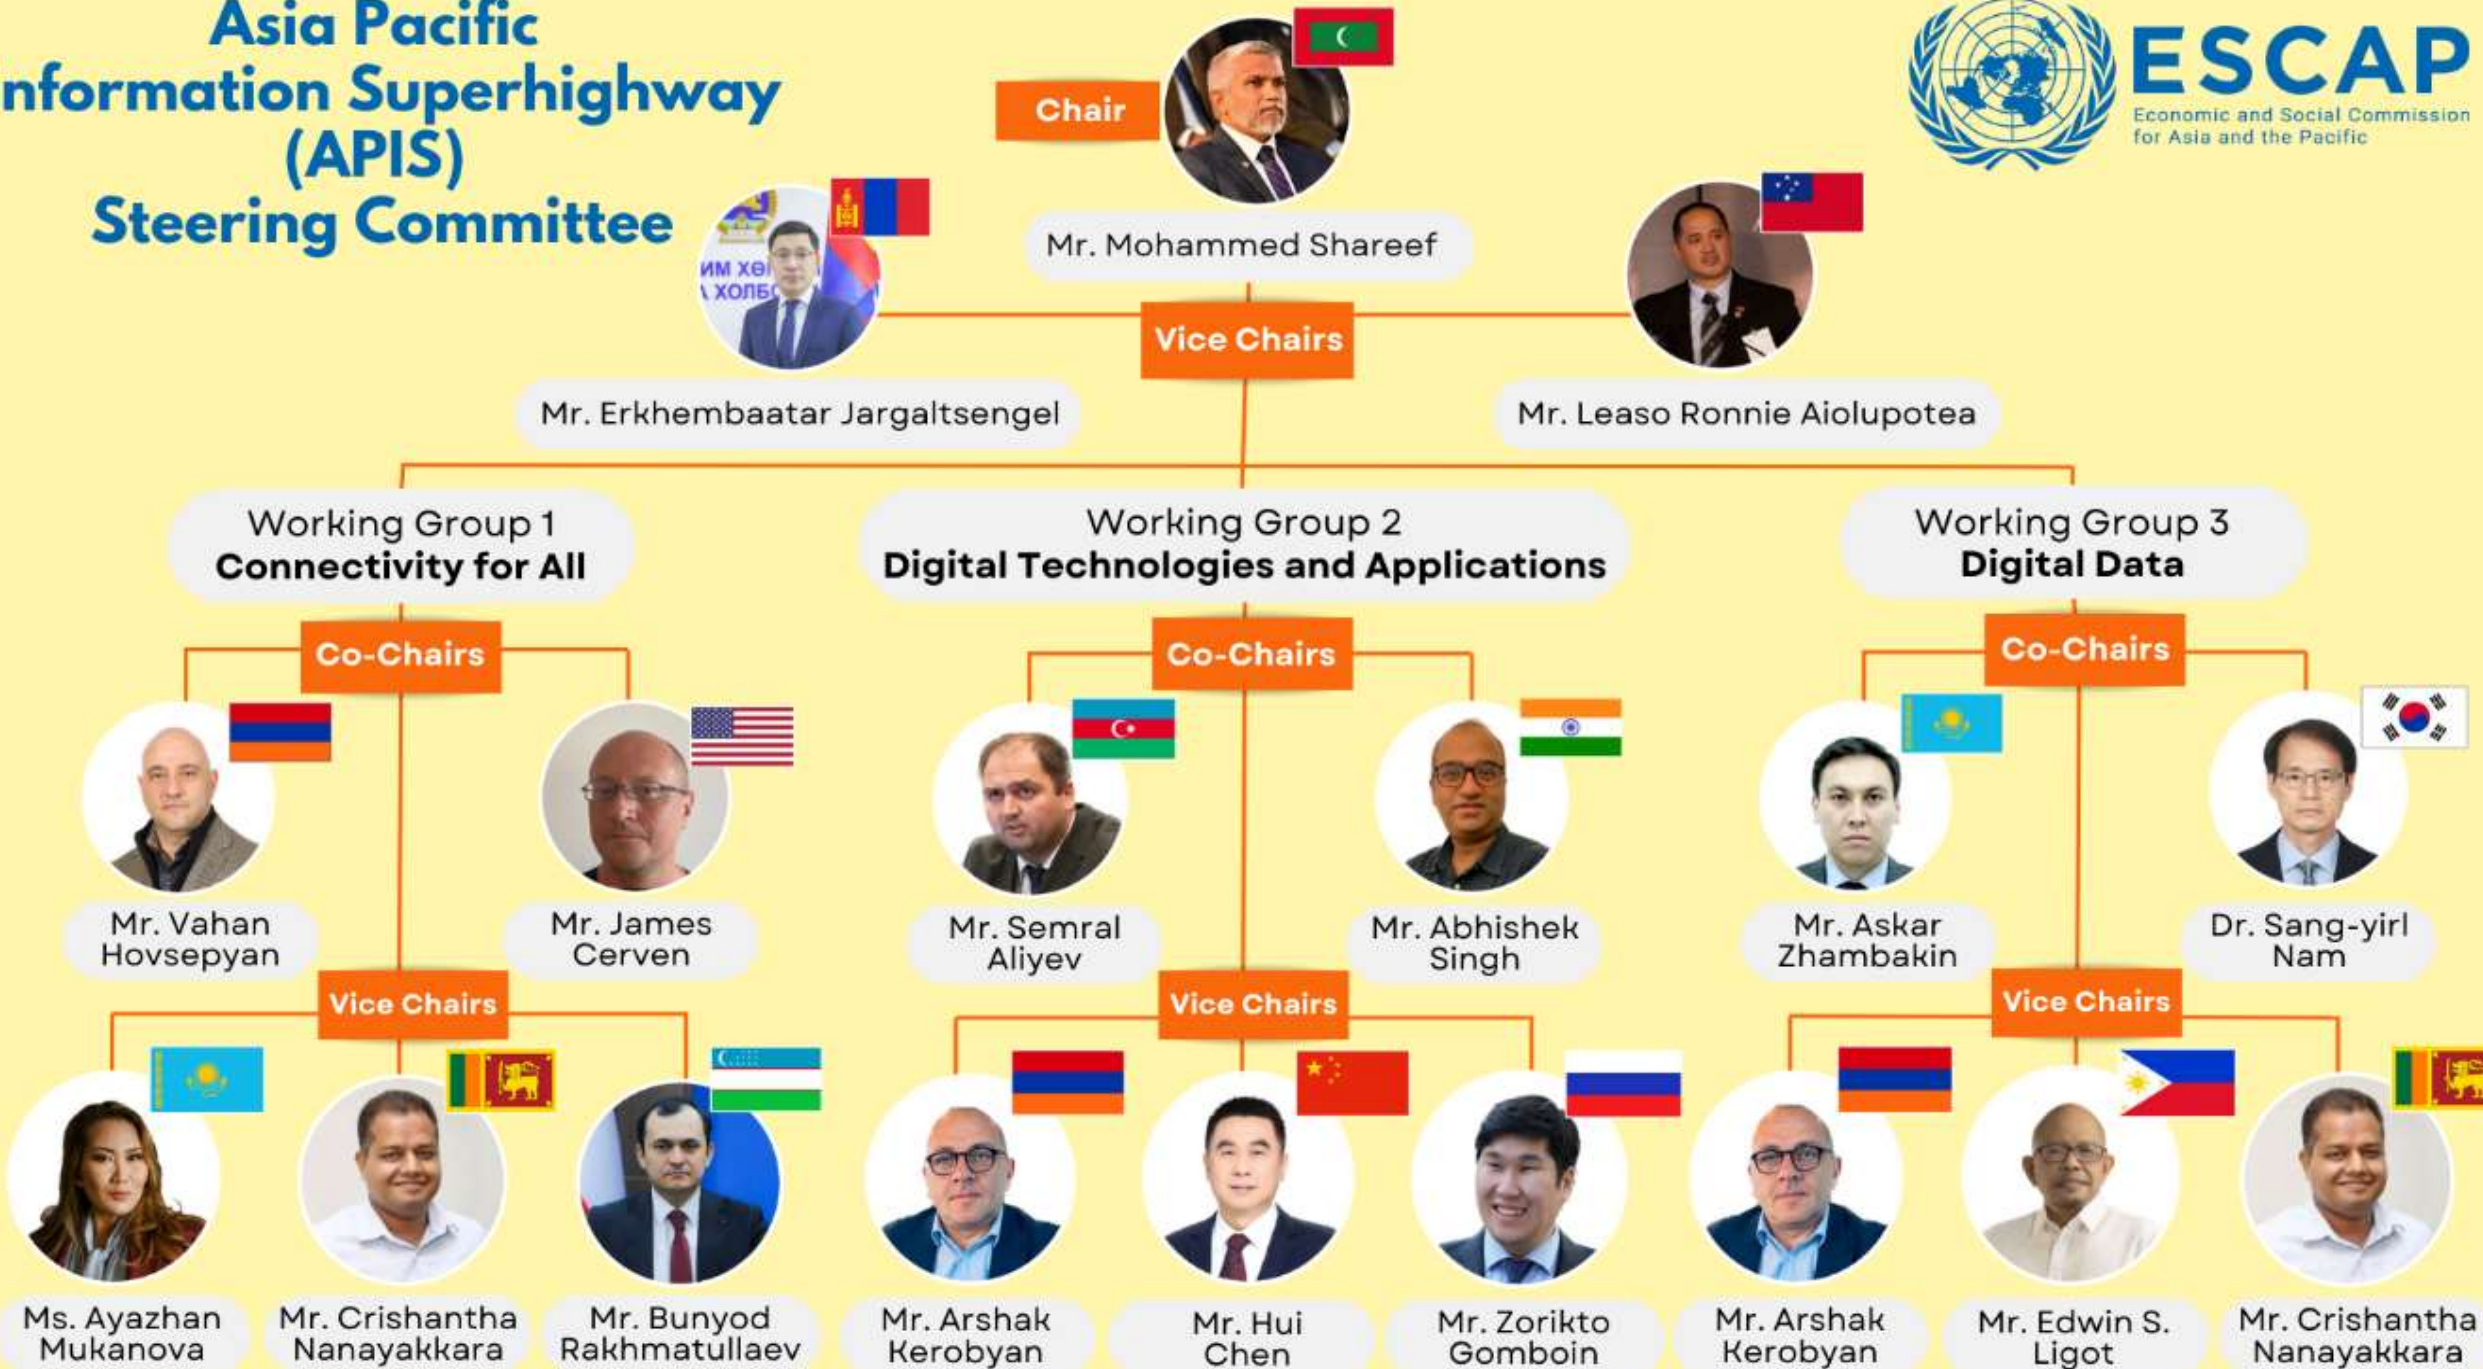 Asia Pacific
nformation Superhighway
(APIS)
Steering Committee
ESCAP
Economic and Social Commission
for Asia and the Pacific
Chair
Mr. Mohammed Shareef
ИМ ХӨ
ХОЛБ
Vice Chairs
Mr. Erkhembaatar Jargaltsengel
Mr. Leaso Ronnie Aiolupotea
Working Group 1
Connectivity for All
Co-Chairs
Mr. Vahan
Hovsepyan
Mr. James
Cerven
Vice Chairs
Ms. Ayazhan
Mukanova
Mr. Crishantha
Nanayakkara
Mr. Bunyod
Rakhmatullaev
Working Group 2
Digital Technologies and Applications
Co-Chairs
Mr. Semral
Aliyev
Mr. Abhishek
Singh
Vice Chairs
Mr. Arshak
Kerobyan
Mr. Hui
Chen
Mr. Zorikto
Gomboin
Working Group 3
Digital Data
Co-Chairs
Mr. Askar
Zhambakin
Dr. Sang-yirl
Nam
Vice Chairs
Mr. Arshak
Kerobyan
Mr. Edwin S.
Ligot
Mr. Crishantha
Nanayakkara